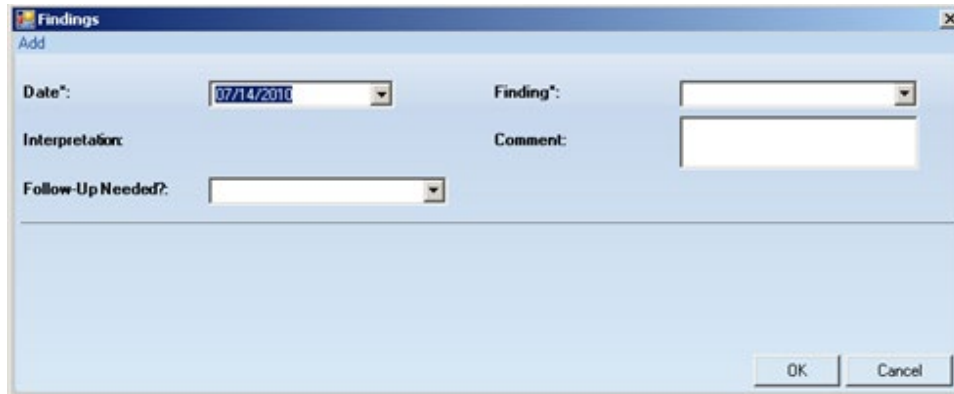 Findings
Add
Date*: 07/14/2010 Finding*:
Interpretation: Comment:
Follow-Up Needed?:
OK Cancel